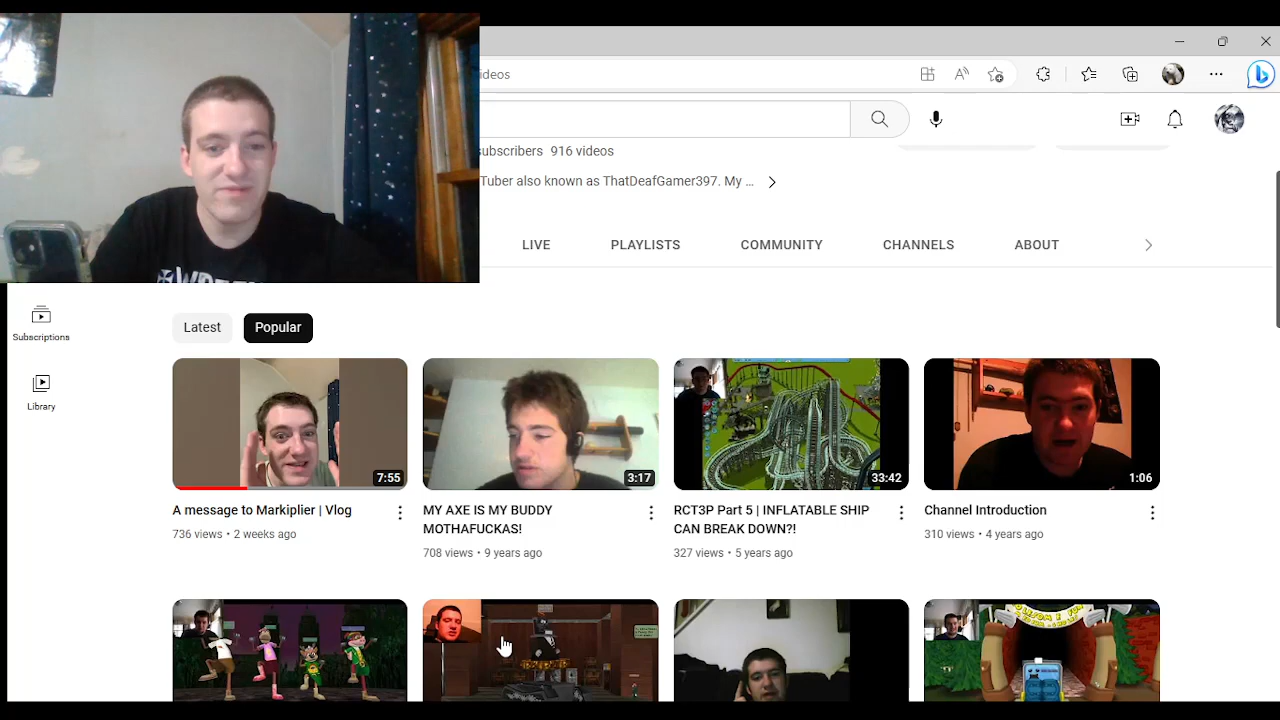 ideos
subscribers 916 videos
Tuber also known as ThatDeafGamer397. My ...
LIVE PLAYLISTS COMMUNITY CHANNELS ABOUT
Subscriptions
Library
Latest Popular
7:55 3:17 33:42 1:06
A message to Markiplier | Vlog
736 views • 2 weeks ago
MY AXE IS MY BUDDY
MOTHAFUCKAS!
708 views • 9 years ago
RCT3P Part 5 | INFLATABLE SHIP
CAN BREAK DOWN?!
327 views • 5 years ago
Channel Introduction
310 views • 4 years ago